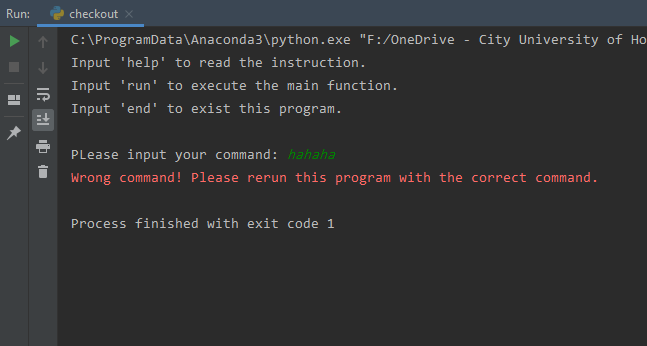 Run: checkout
C:\ProgramData\Anaconda3\python.exe "F:/OneDrive - City University of Ho
Input 'help' to read the instruction.
Input 'run' to execute the main function.
Input 'end' to exist this program.
PLease input your command: hahaha
Wrong command! Please rerun this program with the correct command.
Process finished with exit code 1